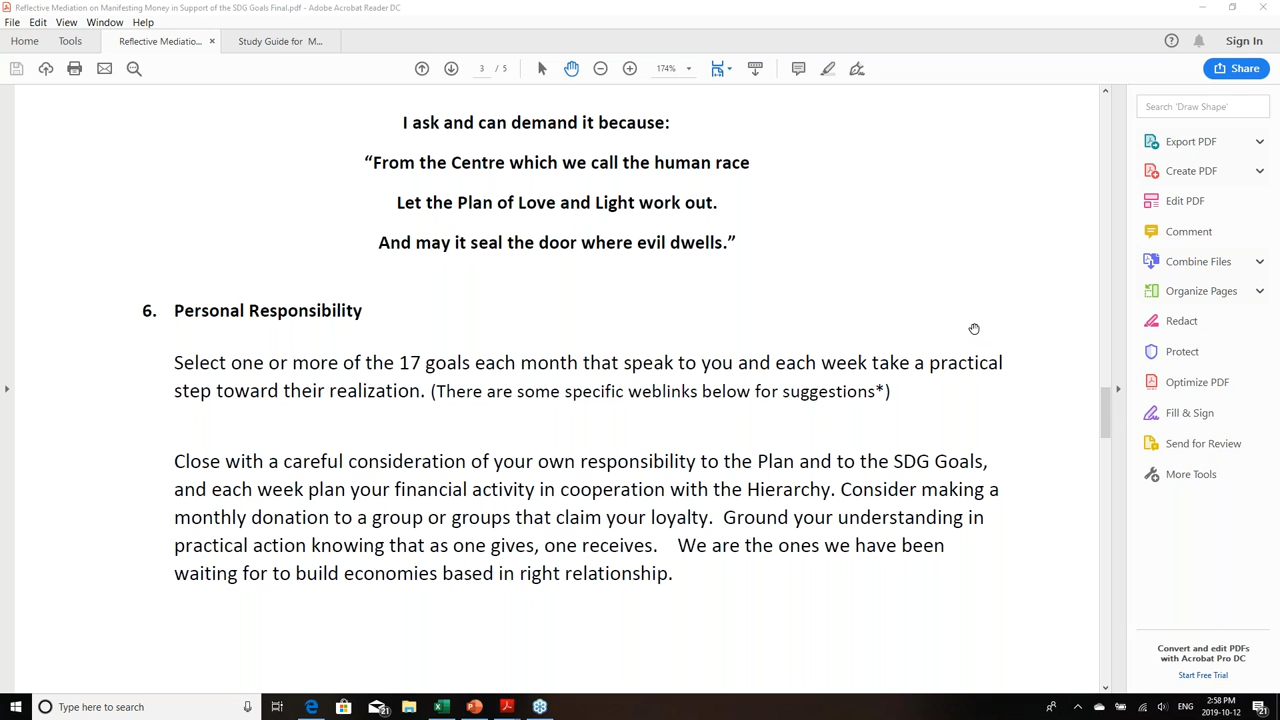 Reflective Mediation on Manifesting Money in Support of the SDG Goals Final.pdf - Adobe Acrobat Reader DC
File Edit View Window Help
Home Tools Reflective Mediatio... × Study Guide for M... Sign In
3 / 5 174% Share
I ask and can demand it because:
“From the Centre which we call the human race
Let the Plan of Love and Light work out.
And may it seal the door where evil dwells.”
6. Personal Responsibility
Select one or more of the 17 goals each month that speak to you and each week take a practical
step toward their realization. (There are some specific weblinks below for suggestions*)
Close with a careful consideration of your own responsibility to the Plan and to the SDG Goals,
and each week plan your financial activity in cooperation with the Hierarchy. Consider making a
monthly donation to a group or groups that claim your loyalty. Ground your understanding in
practical action knowing that as one gives, one receives. We are the ones we have been
waiting for to build economies based in right relationship.
Search 'Draw Shape'
Export PDF
Create PDF
Edit PDF
Comment
Combine Files
Organize Pages
Redact
Protect
Optimize PDF
Fill & Sign
Send for Review
More Tools
Convert and edit PDFs
with Acrobat Pro DC
Start Free Trial
Type here to search
21
ENG
2:58 PM
2019-10-12
21